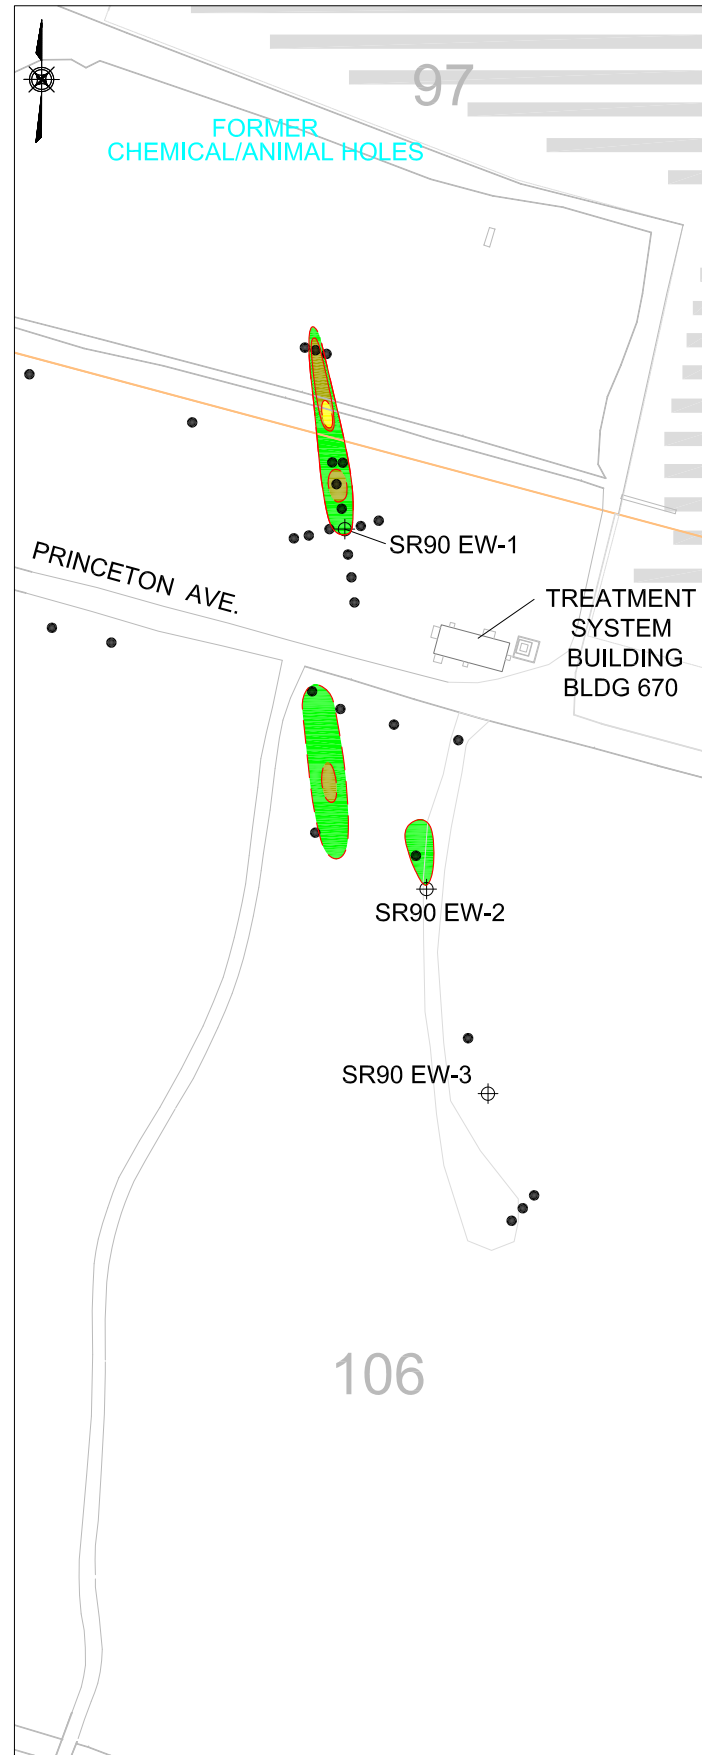 97
FORMER
CHEMICAL/ANIMAL HOLES
SR90 EW-1
PRINCETON AVE.
TREATMENT
SYSTEM
BUILDING
BLDG 670
SR90 EW-2
SR90 EW-3
106